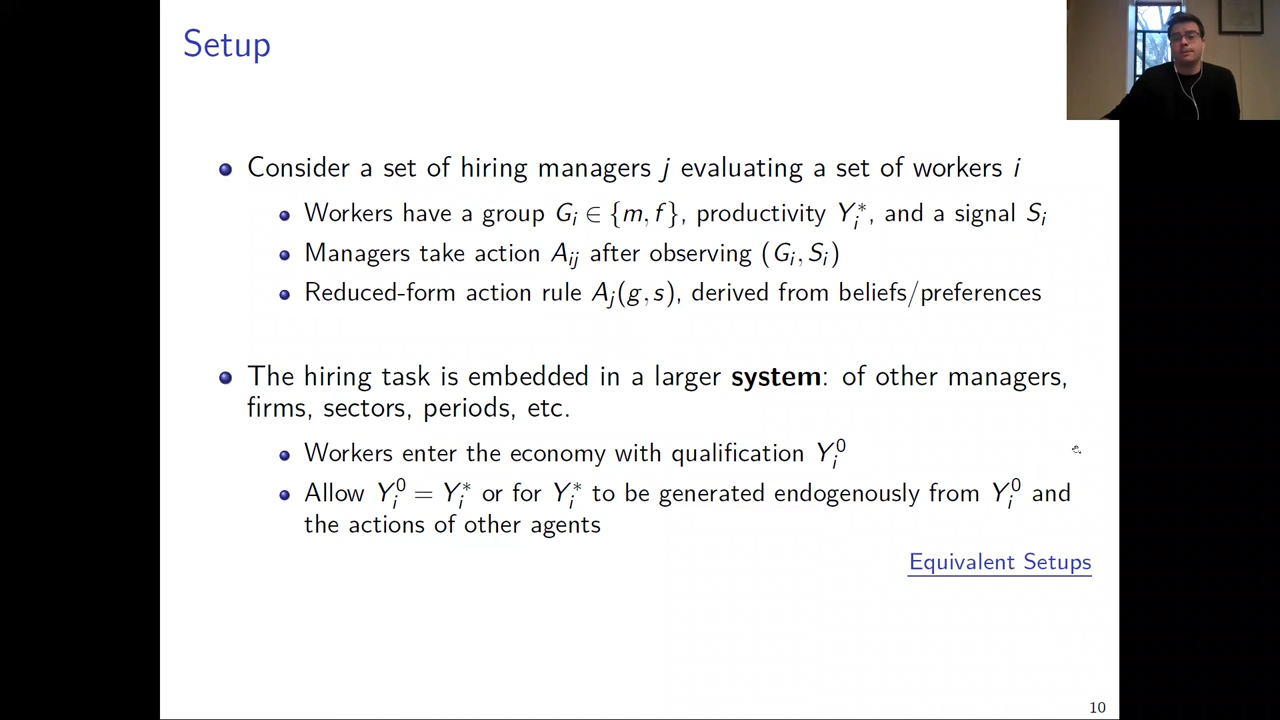 Setup
Consider a set of hiring managers j evaluating a set of workers i
Workers have a group G_i ∈ {m, f}, productivity Y_i^*, and a signal S_i
Managers take action A_ij after observing (G_i, S_i)
Reduced-form action rule A_j(g, s), derived from beliefs/preferences
The hiring task is embedded in a larger system: of other managers,
firms, sectors, periods, etc.
Workers enter the economy with qualification Y_i^0
Allow Y_i^0 = Y_i^* or for Y_i^* to be generated endogenously from Y_i^0 and
the actions of other agents
Equivalent Setups
10